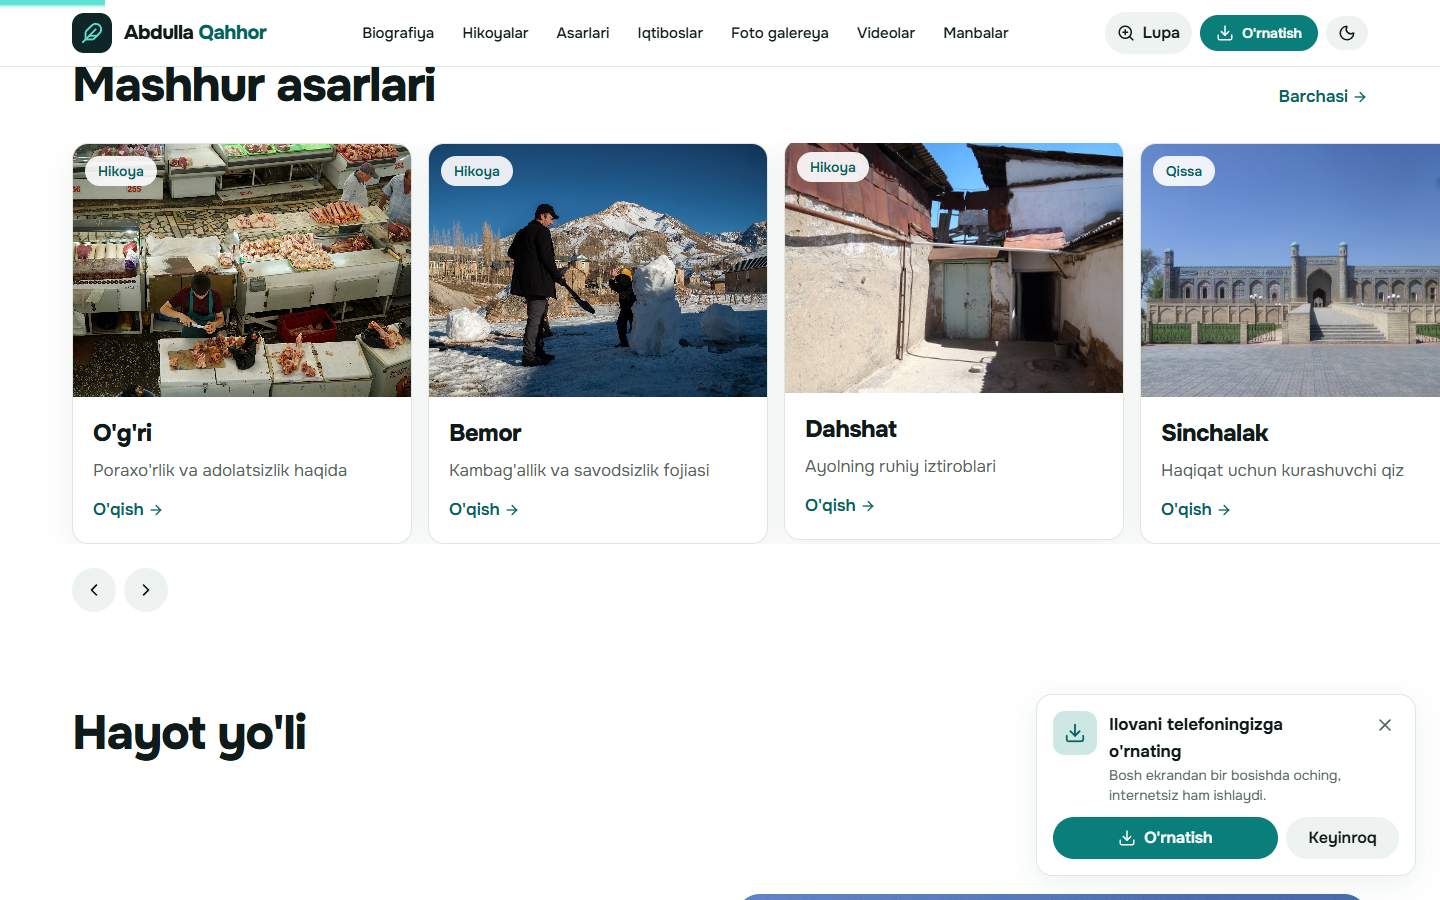 Abdulla Qahhor
Biografiya
Hikoyalar
Asarlari
Iqtiboslar
Foto galereya
Videolar
Manbalar
Lupa
O'rnatish
Mashhur asarlari
Barchasi →
Hikoya
O'g'ri
Poraxo'rlik va adolatsizlik haqida
O'qish →
Hikoya
Bemor
Kambag'allik va savodsizlik fojiasi
O'qish →
Hikoya
Dahshat
Ayolning ruhiy iztiroblari
O'qish →
Qissa
Sinchalak
Haqiqat uchun kurashuvchi qiz
O'qish →
Hayot yo'li
Ilovani telefoningizga
o'rnating
Bosh ekrandan bir bosishda oching,
internetsiz ham ishlaydi.
O'rnatish
Keyinroq